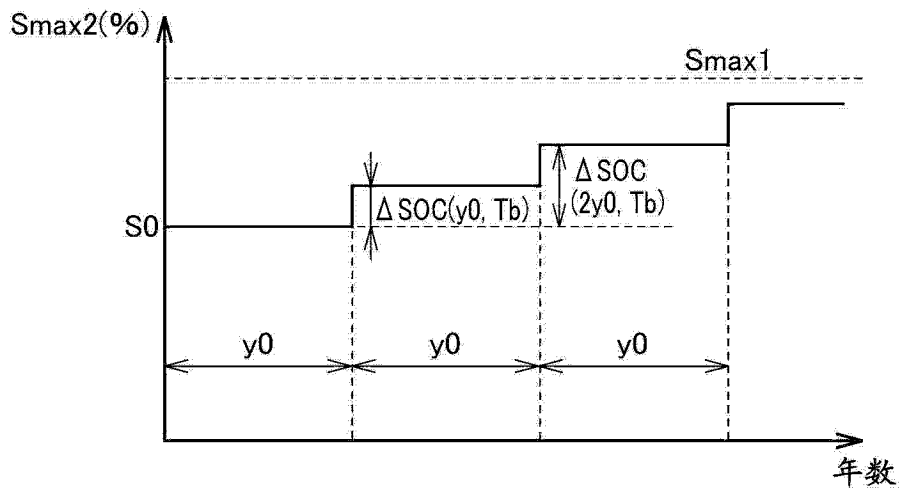 Smax2(%)
Smax1
ΔSOC
(2y0, Tb)
ΔSOC(y0, Tb)
S0
y0
y0
y0
年数